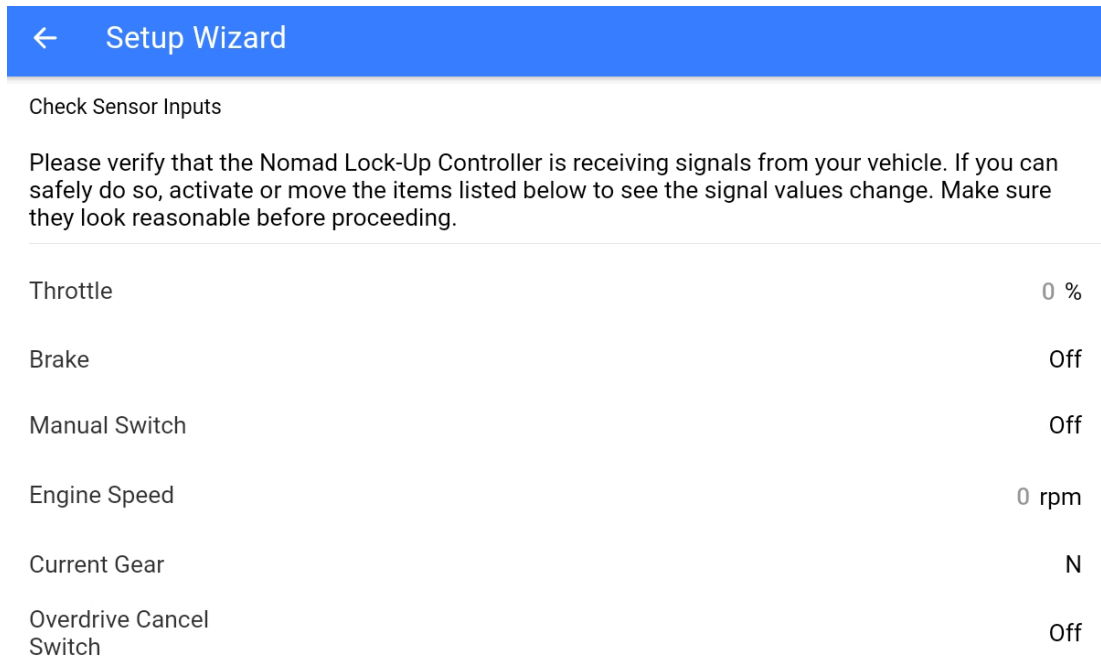 Setup Wizard
Check Sensor Inputs
Please verify that the Nomad Lock-Up Controller is receiving signals from your vehicle. If you can
safely do so, activate or move the items listed below to see the signal values change. Make sure
they look reasonable before proceeding.
Throttle 0 %
Brake Off
Manual Switch Off
Engine Speed 0 rpm
Current Gear N
Overdrive Cancel
Switch Off